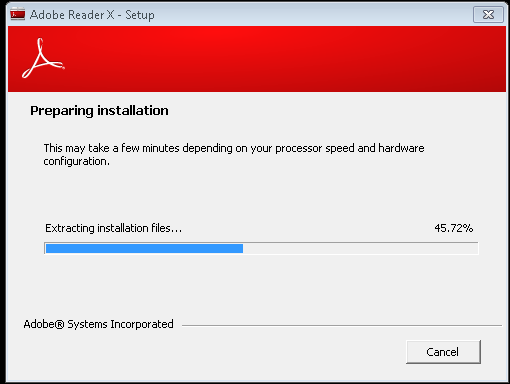 Adobe Reader X - Setup
Preparing installation
This may take a few minutes depending on your processor speed and hardware
configuration.
Extracting installation files... 45.72%
Adobe® Systems Incorporated
Cancel